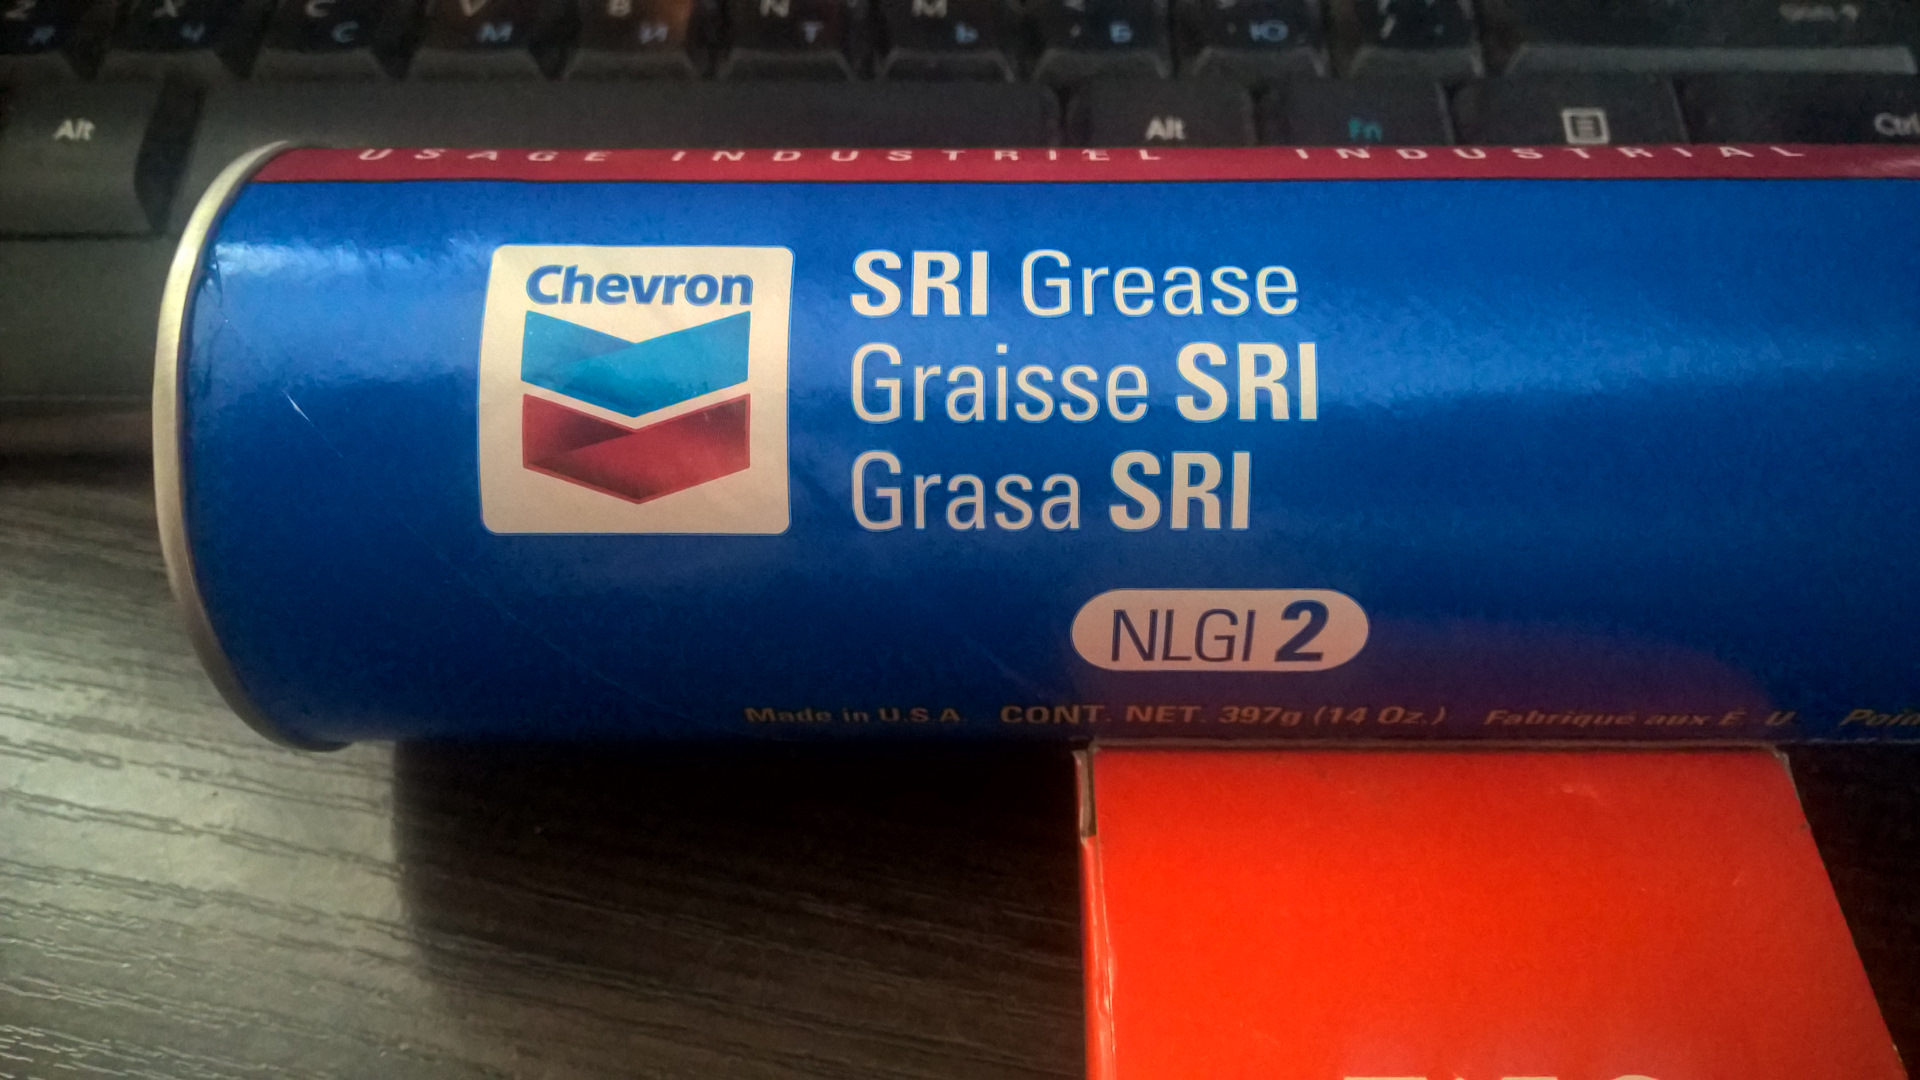 Z X C V B N M
Я Ч С М И Т Ь Б Ю
Alt Alt Fn Ctrl
USAGE INDUSTRIEL INDUSTRIAL
Chevron
SRI Grease
Graisse SRI
Grasa SRI
NLGI 2
Made in U.S.A. CONT. NET. 397g (14 Oz.) Fabriqué aux É. U.